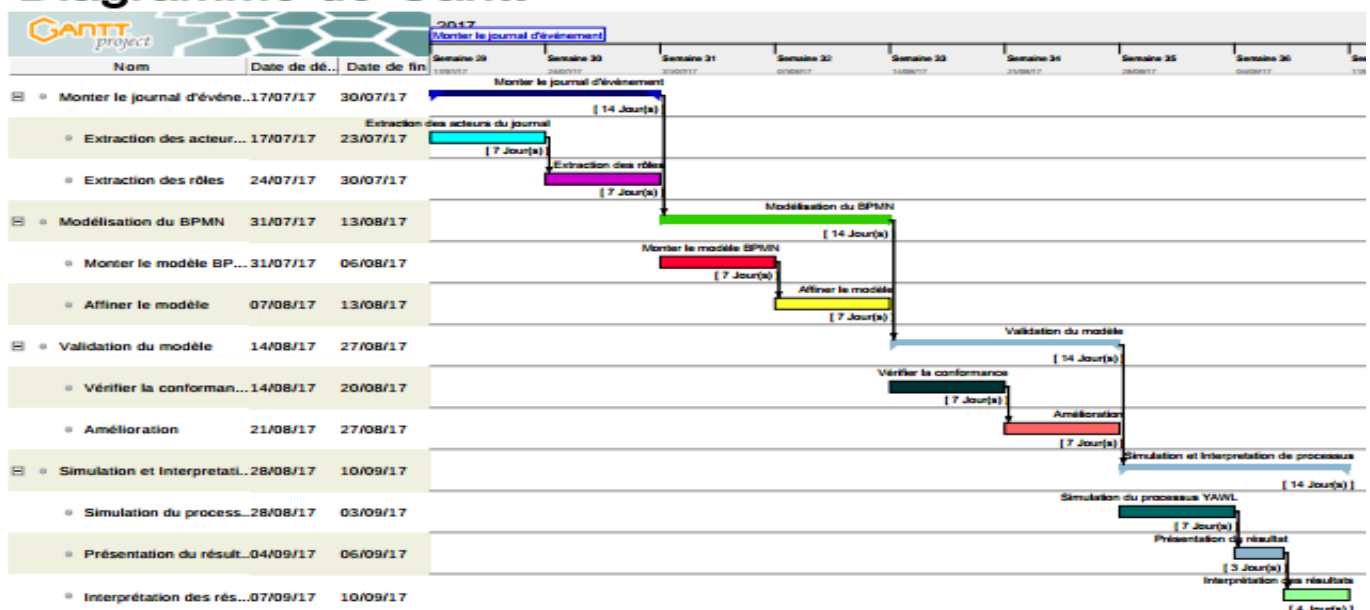 GANTT
project
2017
Monter le journal d'événement
Nom Date de dé... Date de fin
Semaine 29 Semaine 30 Semaine 31 Semaine 32 Semaine 33 Semaine 34 Semaine 35 Semaine 36
Monter le journal d'événement
Monter le journal d'événe... 17/07/17 30/07/17
[ 14 Jour(s) ]
Extraction des acteurs du journal
Extraction des acteur... 17/07/17 23/07/17
[ 7 Jour(s) ]
Extraction des rôles
Extraction des rôles 24/07/17 30/07/17
[ 7 Jour(s) ]
Modélisation du BPMN
Modélisation du BPMN 31/07/17 13/08/17
[ 14 Jour(s) ]
Monter le modèle BPMN
Monter le modèle BP... 31/07/17 06/08/17
[ 7 Jour(s) ]
Affiner le modèle
Affiner le modèle 07/08/17 13/08/17
[ 7 Jour(s) ]
Validation du modèle
Validation du modèle 14/08/17 27/08/17
[ 14 Jour(s) ]
Vérifier la conformance
Vérifier la conforman... 14/08/17 20/08/17
[ 7 Jour(s) ]
Amélioration
Amélioration 21/08/17 27/08/17
[ 7 Jour(s) ]
Simulation et Interpretation de processus
Simulation et Interpretati... 28/08/17 10/09/17
[ 14 Jour(s) ]
Simulation du processus YAWL
Simulation du process... 28/08/17 03/09/17
[ 7 Jour(s) ]
Présentation du résultat
Présentation du résult... 04/09/17 06/09/17
[ 3 Jour(s) ]
Interprétation des résultats
Interprétation des rés... 07/09/17 10/09/17
[ 4 Jour(s) ]